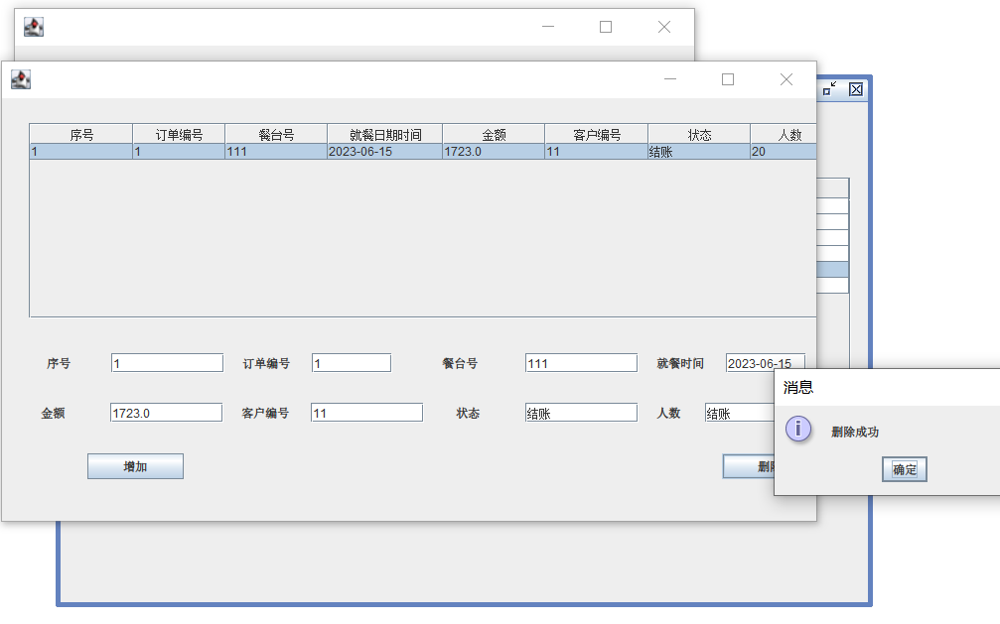 序号 订单编号 餐台号 就餐日期时间 金额 客户编号 状态 人数
1 1 111 2023-06-15 1723.0 11 结账 20
序号 1 订单编号 1 餐台号 111 就餐时间 2023-06-15
金额 1723.0 客户编号 11 状态 结账 人数 结账
增加 删
消息
删除成功
确定